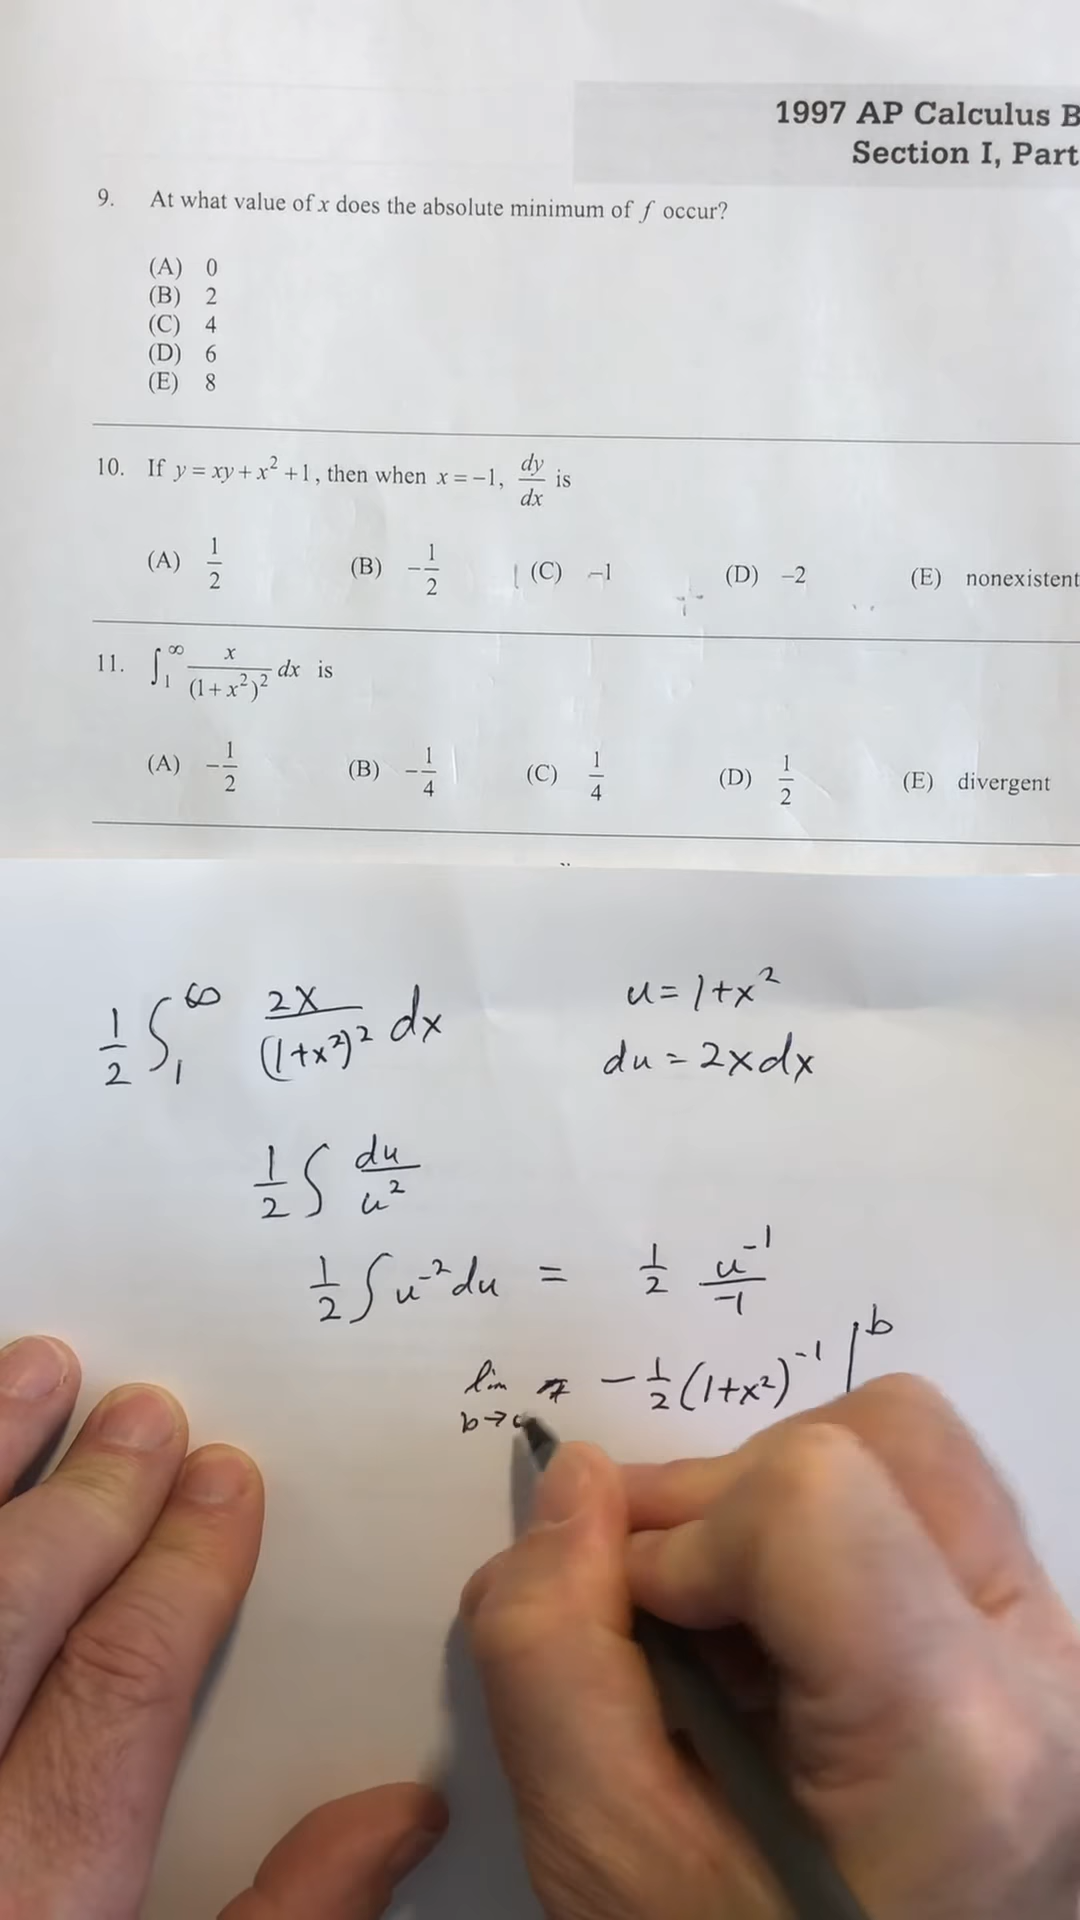 1997 AP Calculus B
Section I, Part
9. At what value of x does the absolute minimum of f occur?
(A) 0
(B) 2
(C) 4
(D) 6
(E) 8
10. If y = xy + x² + 1, then when x = −1, dy/dx is
(A) 1/2 (B) −1/2 (C) −1 (D) −2 (E) nonexistent
11. ∫₁^∞ x/(1+x²)² dx is
(A) −1/2 (B) −1/4 (C) 1/4 (D) 1/2 (E) divergent
1/2 ∫₁^∞ 2x/(1+x²)² dx
u = 1+x²
du = 2xdx
1/2 ∫ du/u²
1/2 ∫ u⁻² du = 1/2 u⁻¹/-1
lim b→ − 1/2 (1+x²)⁻¹ |^b